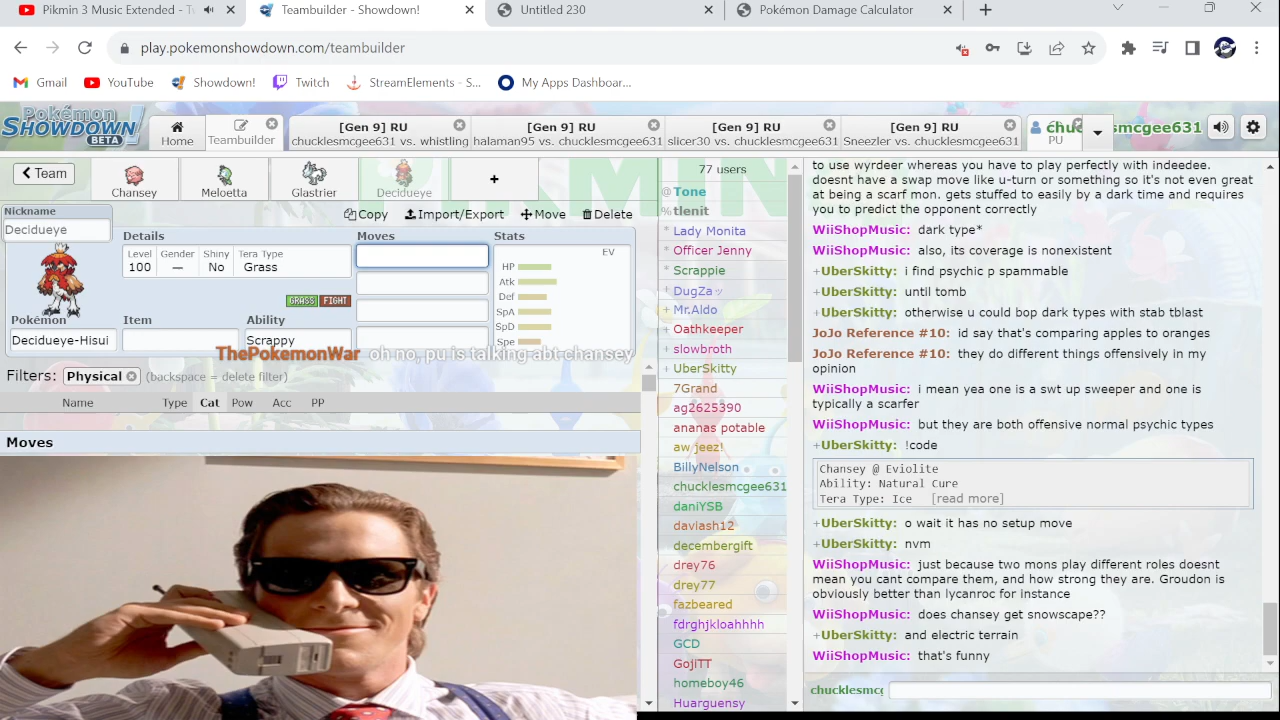 Pikmin 3 Music Extended - Tw
Teambuilder - Showdown!
Untitled 230
Pokémon Damage Calculator
play.pokemonshowdown.com/teambuilder
Gmail
YouTube
Showdown!
Twitch
StreamElements - S...
My Apps Dashboar...
Pokémon
SHOWDOWN!
BETA
Home
Teambuilder
[Gen 9] RU
chucklesmcgee631 vs. whistling
[Gen 9] RU
halaman95 vs. chucklesmcgee631
[Gen 9] RU
slicer30 vs. chucklesmcgee631
[Gen 9] RU
Sneezler vs. chucklesmcgee631
PU
smcgee631
Team
Chansey
Meloetta
Glastrier
Decidueye
+
Copy
Import/Export
Move
Delete
Nickname
Decidueye
Details
Level
100
Gender
—
Shiny
No
Tera Type
Grass
GRASS
FIGHT
Pokémon
Decidueye-Hisui
Item
Ability
Scrappy
Moves
Stats
EV
HP
Atk
Def
SpA
SpD
Spe
ThePokemonWar oh no, pu is talking abt chansey
Filters: Physical (backspace = delete filter)
Name Type Cat Pow Acc PP
Moves
77 users
@Tone
%tlenit
* Lady Monita
* Officer Jenny
* Scrappie
+ DugZaッ
+ Mr.Aldo
+ Oathkeeper
+ slowbroth
+ UberSkitty
7Grand
ag2625390
ananas potable
aw jeez!
BillyNelson
chucklesmcgee631
daniYSB
davlash12
decembergift
drey76
drey77
fazbeared
fdrghjkloahhhh
GCD
GojiTT
homeboy46
Huarguensy
to use wyrdeer whereas you have to play perfectly with indeedee.
doesnt have a swap move like u-turn or something so it's not even great
at being a scarf mon. gets stuffed to easily by a dark time and requires
you to predict the opponent correctly
WiiShopMusic: dark type*
WiiShopMusic: also, its coverage is nonexistent
+UberSkitty: i find psychic p spammable
+UberSkitty: until tomb
+UberSkitty: otherwise u could bop dark types with stab tblast
JoJo Reference #10: id say that's comparing apples to oranges
JoJo Reference #10: they do different things offensively in my
opinion
WiiShopMusic: i mean yea one is a swt up sweeper and one is
typically a scarfer
WiiShopMusic: but they are both offensive normal psychic types
+UberSkitty: !code
Chansey @ Eviolite
Ability: Natural Cure
Tera Type: Ice [read more]
+UberSkitty: o wait it has no setup move
+UberSkitty: nvm
WiiShopMusic: just because two mons play different roles doesnt
mean you cant compare them, and how strong they are. Groudon is
obviously better than lycanroc for instance
WiiShopMusic: does chansey get snowscape??
+UberSkitty: and electric terrain
WiiShopMusic: that's funny
chucklesmcg